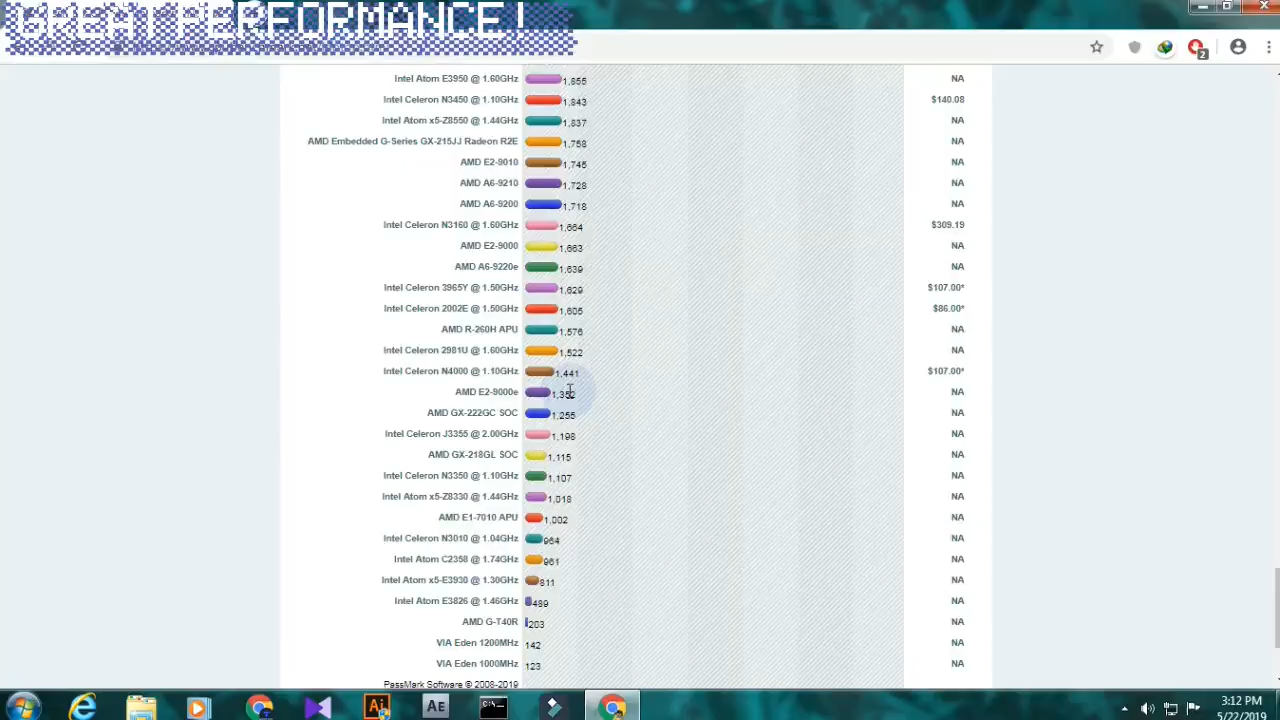 GREAT PERFORMANCE!
2
Intel Atom E3950 @ 1.60GHz 1,855 NA
Intel Celeron N3450 @ 1.10GHz 1,843 $140.08
Intel Atom x5-Z8550 @ 1.44GHz 1,837 NA
AMD Embedded G-Series GX-215JJ Radeon R2E 1,758 NA
AMD E2-9010 1,745 NA
AMD A6-9210 1,728 NA
AMD A6-9200 1,718 NA
Intel Celeron N3160 @ 1.60GHz 1,664 $309.19
AMD E2-9000 1,663 NA
AMD A6-9220e 1,639 NA
Intel Celeron 3965Y @ 1.50GHz 1,629 $107.00*
Intel Celeron 2002E @ 1.50GHz 1,605 $86.00*
AMD R-260H APU 1,576 NA
Intel Celeron 2981U @ 1.60GHz 1,522 NA
Intel Celeron N4000 @ 1.10GHz 1,441 $107.00*
AMD E2-9000e 1,352 NA
AMD GX-222GC SOC 1,255 NA
Intel Celeron J3355 @ 2.00GHz 1,198 NA
AMD GX-218GL SOC 1,115 NA
Intel Celeron N3350 @ 1.10GHz 1,107 NA
Intel Atom x5-Z8330 @ 1.44GHz 1,018 NA
AMD E1-7010 APU 1,002 NA
Intel Celeron N3010 @ 1.04GHz 964 NA
Intel Atom C2358 @ 1.74GHz 961 NA
Intel Atom x5-E3930 @ 1.30GHz 811 NA
Intel Atom E3826 @ 1.46GHz 489 NA
AMD G-T40R 203 NA
VIA Eden 1200MHz 142 NA
VIA Eden 1000MHz 123 NA
PassMark Software © 2008-2019
Ai
Ae
C:\.
3:12 PM
5/22/2019